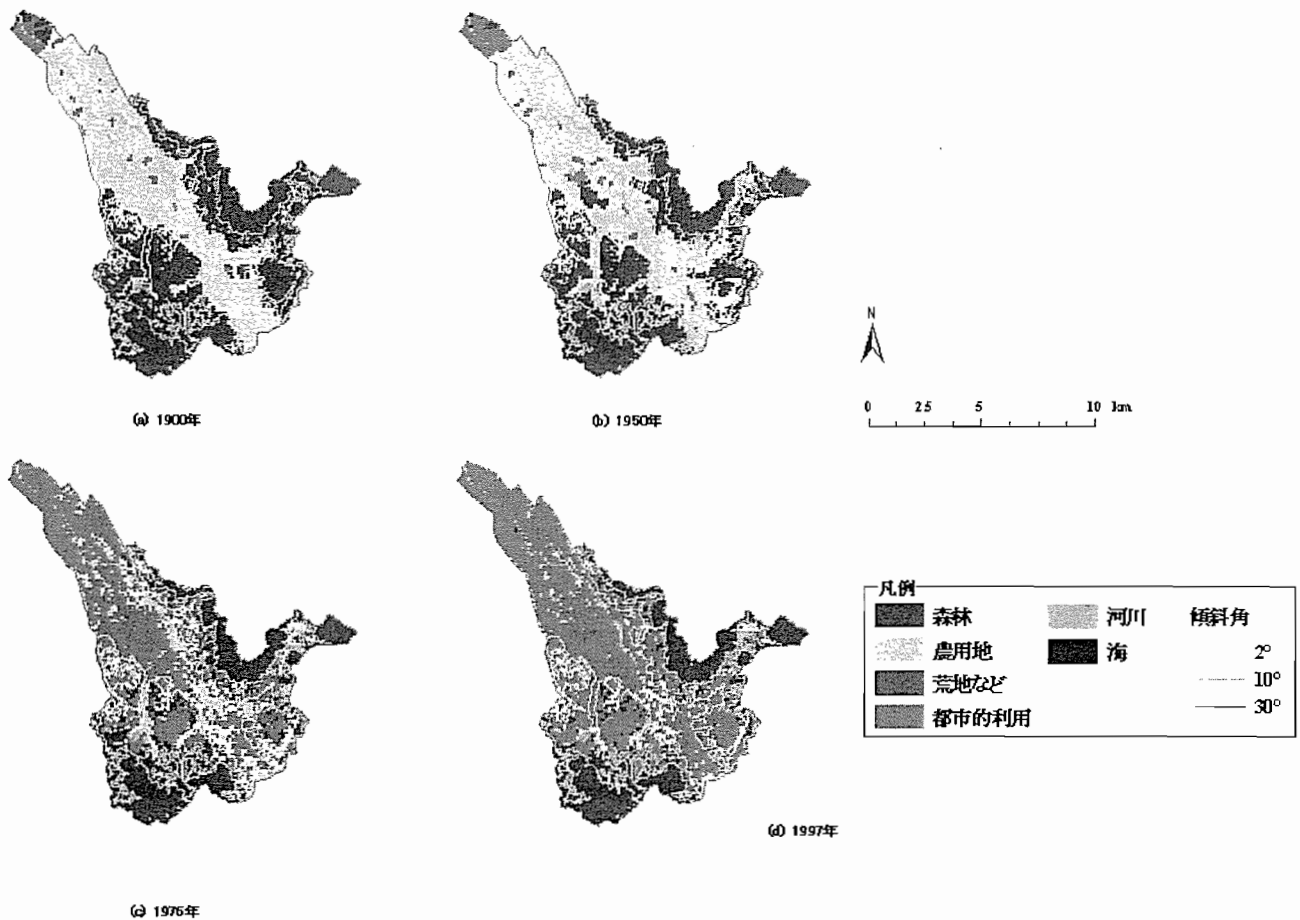 (a) 1900年
(b) 1950年
N
0 2.5 5 10 km
(c) 1976年
(d) 1997年
凡例
森林 河川 傾斜角
農用地 海 2°
荒地など 10°
都市的利用 30°